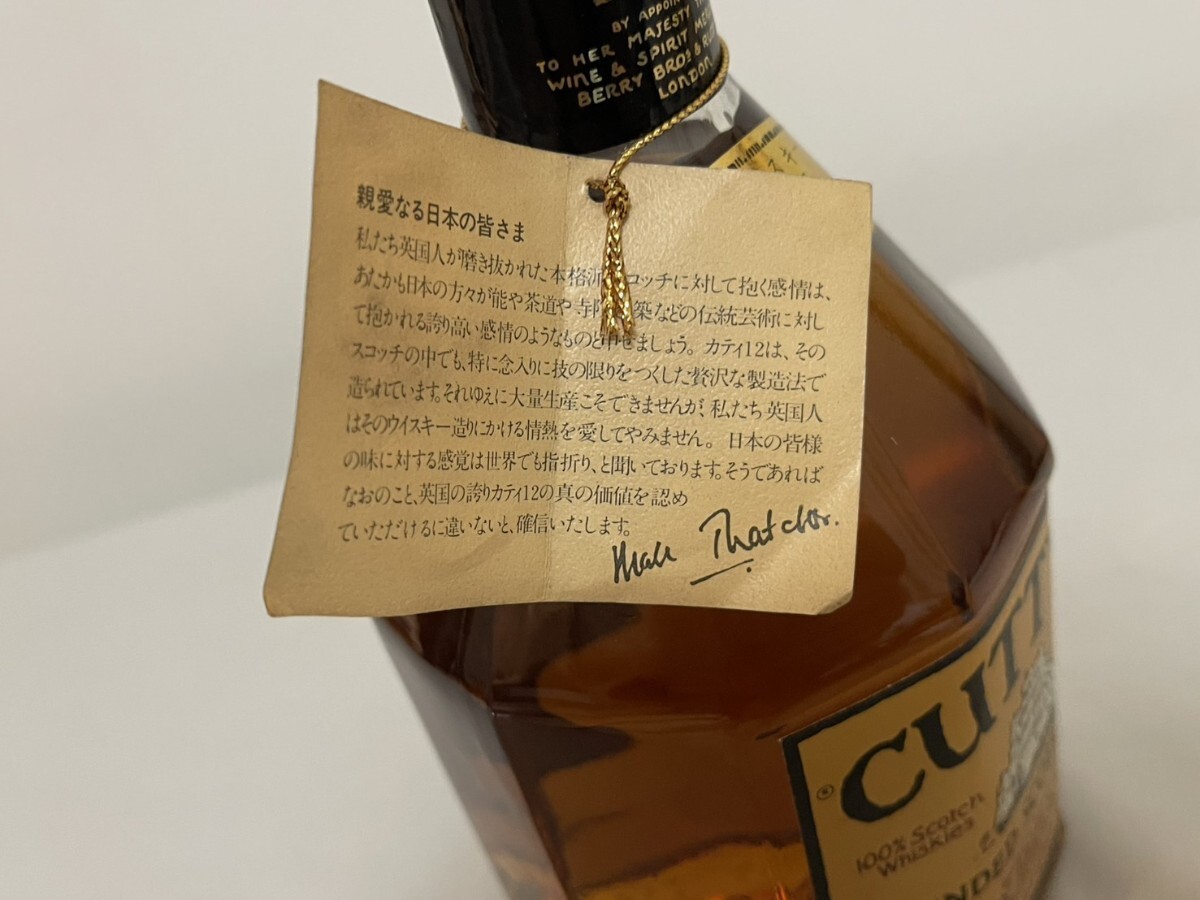 BY APPOI
TO HER MAJESTY
WINE & SPIRIT ME
BERRY BROS & RU
LONDON
スキー
親愛なる日本の皆さま
私たち英国人が磨き抜かれた本格派 コッチに対して抱く感情は、
あたかも日本の方々が能や茶道や寺院 築などの伝統芸術に対し
て抱かれる誇り高い感情のようなものと申せましょう。カティ12は、その
スコッチの中でも、特に念入りに技の限りをつくした贅沢な製造法で
造られています。それゆえに大量生産こそできませんが、私たち英国人
はそのウイスキー造りにかける情熱を愛してやみません。日本の皆様
の味に対する感覚は世界でも指折り、と聞いております。そうであれば
なおのこと、英国の誇りカティ12の真の価値を認め
ていただけるに違いないと、確信いたします。
Mark Thatcher.
® CUTT
100% Scotch
Whiskies
NDED